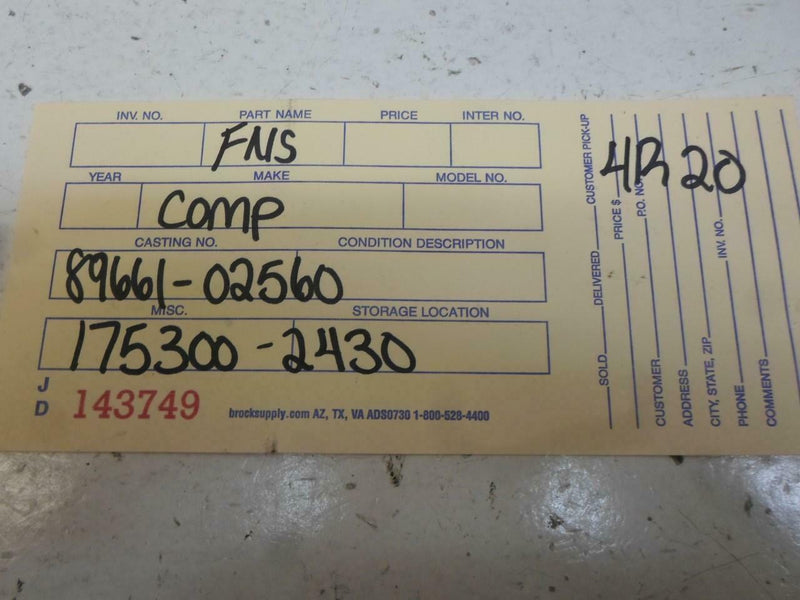 INV. NO. PART NAME PRICE INTER NO.
FNS
YEAR MAKE MODEL NO.
COMP
CASTING NO. CONDITION DESCRIPTION
89661-02560
MISC. STORAGE LOCATION
175300-2430
J
D 143749
brocksupply.com AZ, TX, VA ADS0730 1-800-528-4400
4R20
SOLD DELIVERED CUSTOMER PICK-UP
PRICE $
CUSTOMER P.O. NO.
ADDRESS
CITY, STATE, ZIP INV. NO.
PHONE
COMMENTS